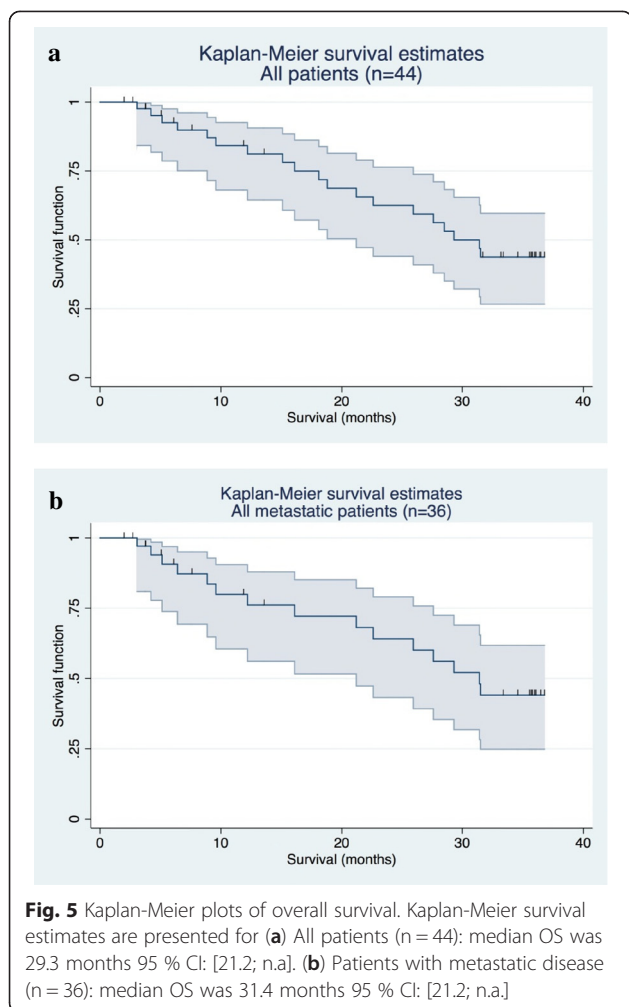 a
Kaplan-Meier survival estimates
All patients (n=44)
Survival function
1
.75
.5
.25
0
0 10 20 30 40
Survival (months)
b
Kaplan-Meier survival estimates
All metastatic patients (n=36)
Survival function
1
.75
.5
.25
0
0 10 20 30 40
Survival (months)
Fig. 5 Kaplan-Meier plots of overall survival. Kaplan-Meier survival
estimates are presented for (a) All patients (n = 44): median OS was
29.3 months 95 % CI: [21.2; n.a]. (b) Patients with metastatic disease
(n = 36): median OS was 31.4 months 95 % CI: [21.2; n.a.]